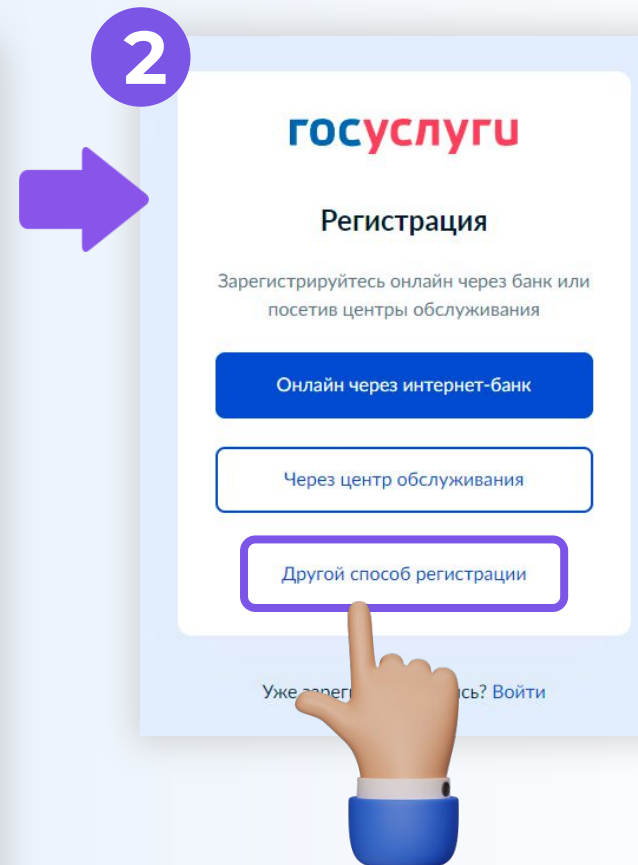 2
госуслуги
Регистрация
Зарегистрируйтесь онлайн через банк или
посетив центры обслуживания
Онлайн через интернет-банк
Через центр обслуживания
Другой способ регистрации
Уже Войти